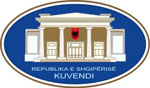 REPUBLIKA E SHQIPËRISË
KUVENDI